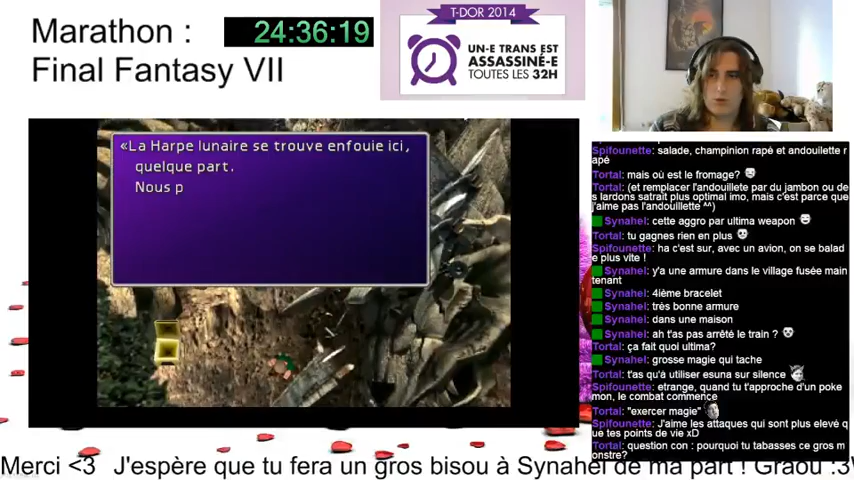 Marathon :
Final Fantasy VII
24:36:19
T-DOR 2014
UN·E TRANS EST
ASSASSINÉ·E
TOUTES LES 32H
«La Harpe lunaire se trouve enfouie ici,
quelque part.
Nous p
Spifounette: salade, champinion rapé et andouillete r
apé
Tortal: mais où est le fromage?
Tortal: (et remplacer l'andouillete par du jambon ou de
s lardons satrait plus optimal imo, mais c'est parce que
j'aime pas l'andouillette ^^)
Synahel: cette aggro par ultima weapon
Tortal: tu gagnes rien en plus
Spifounette: ha c'est sur, avec un avion, on se balad
e plus vite !
Synahel: y'a une armure dans le village fusée main
tenant
Synahel: 4ième bracelet
Synahel: très bonne armure
Synahel: dans une maison
Synahel: ah t'as pas arrêté le train ?
Tortal: ça fait quoi ultima?
Synahel: grosse magie qui tache
Tortal: t'as qu'à utiliser esuna sur silence
Spifounette: etrange, quand tu t'approche d'un poke
mon, le combat commence
Tortal: "exercer magie"
Spifounette: J'aime les attaques qui sont plus elevé q
ue tes points de vie xD
Tortal: question con : pourquoi tu tabasses ce gros m
onstre?
Merci <3 J'espère que tu fera un gros bisou à Synahel de ma part ! Graou :3